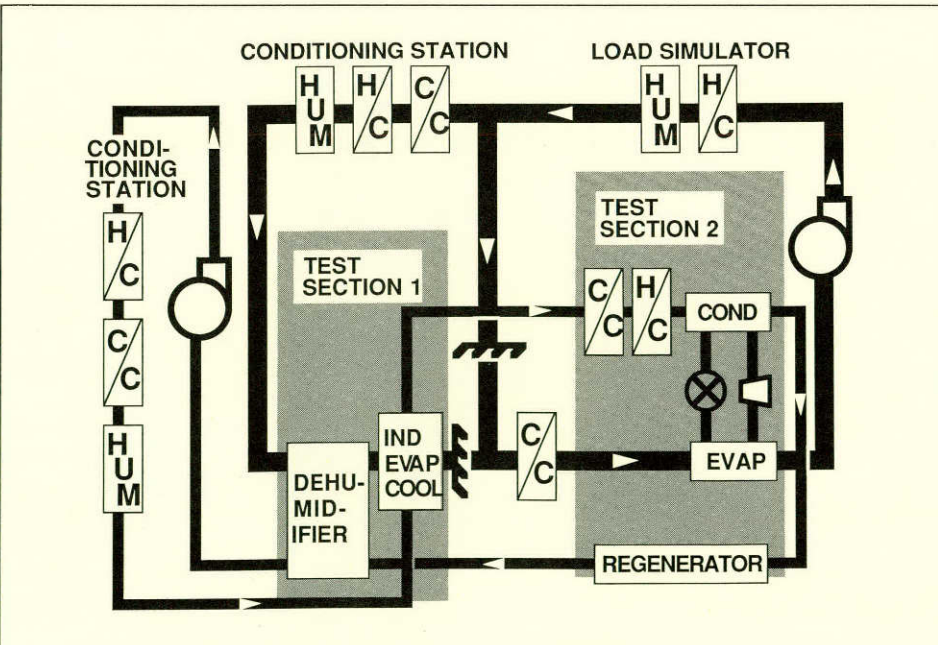 CONDITIONING STATION
LOAD SIMULATOR
HUM
H/C
C/C
HUM
H/C
CONDI-
TIONING
STATION
H/C
C/C
HUM
TEST
SECTION 1
TEST
SECTION 2
C/C
H/C
COND
IND
EVAP
COOL
C/C
EVAP
DEHU-
MID-
IFIER
REGENERATOR